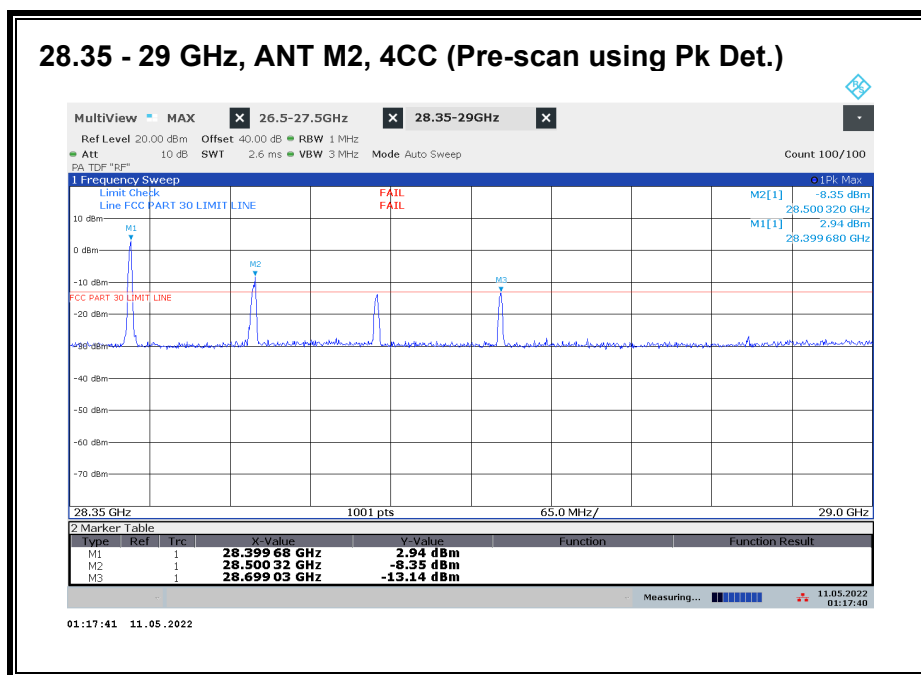 28.35 - 29 GHz, ANT M2, 4CC (Pre-scan using Pk Det.)
MultiView MAX 26.5-27.5GHz 28.35-29GHz
Ref Level 20.00 dBm Offset 40.00 dB RBW 1 MHz
Att 10 dB SWT 2.6 ms VBW 3 MHz Mode Auto Sweep Count 100/100
PA TDF "RF"
1 Frequency Sweep 1Pk Max
Limit Check FAIL M2[1] -8.35 dBm
Line FCC PART 30 LIMIT LINE FAIL 28.500 320 GHz
10 dBm M1[1] 2.94 dBm
M1 28.399 680 GHz
0 dBm
M2
-10 dBm M3
FCC PART 30 LIMIT LINE
-20 dBm
-30 dBm
-40 dBm
-50 dBm
-60 dBm
-70 dBm
28.35 GHz 1001 pts 65.0 MHz/ 29.0 GHz
2 Marker Table
Type Ref Trc X-Value Y-Value Function Function Result
M1 1 28.399 68 GHz 2.94 dBm
M2 1 28.500 32 GHz -8.35 dBm
M3 1 28.699 03 GHz -13.14 dBm
Measuring... 11.05.2022
01:17:40
01:17:41 11.05.2022